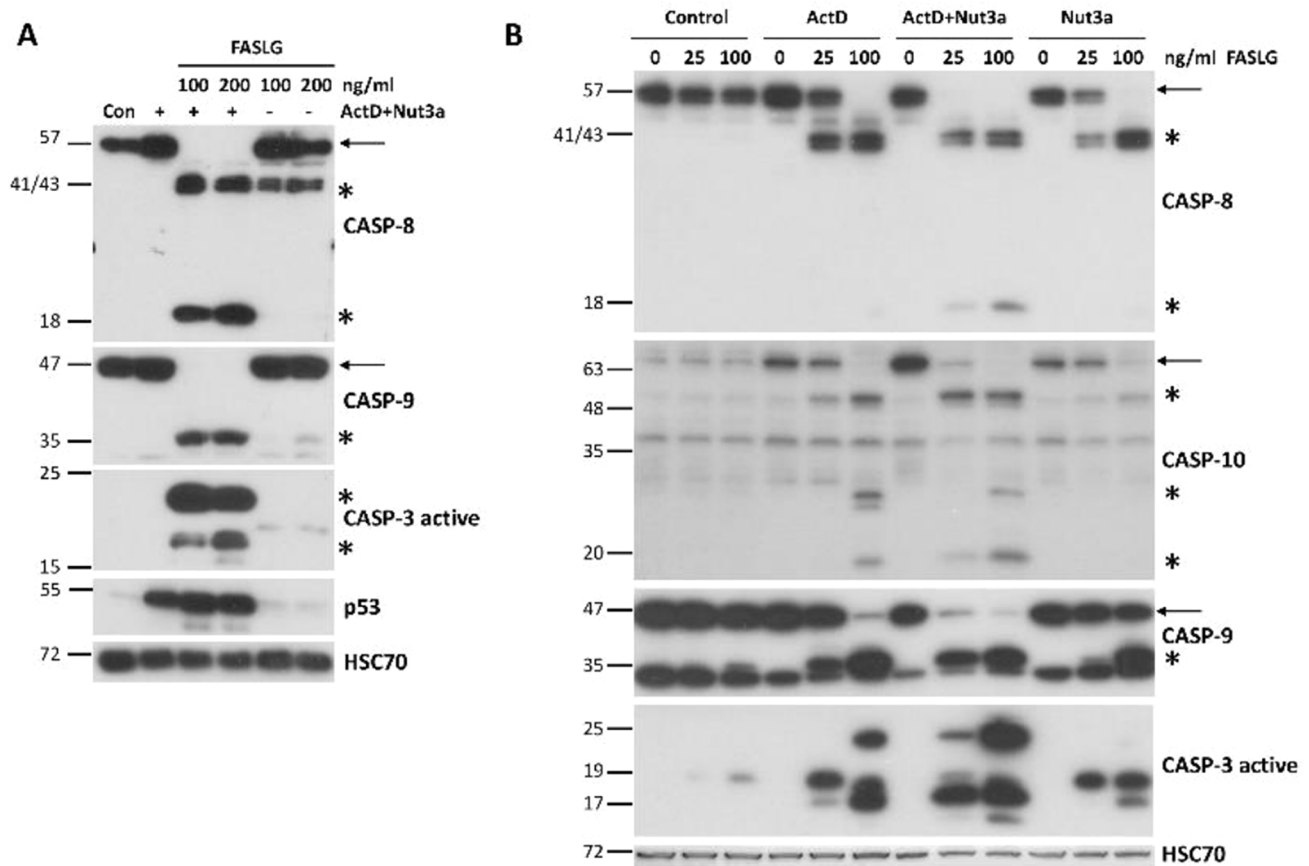 A
FASLG
100 200 100 200 ng/ml
Con + + + - - ActD+Nut3a
57
41/43
*
CASP-8
18
*
47
CASP-9
35
*
25
*
CASP-3 active
*
15
55
p53
72
HSC70
B
Control ActD ActD+Nut3a Nut3a
0 25 100 0 25 100 0 25 100 0 25 100 ng/ml FASLG
57
41/43
*
CASP-8
18
*
63
*
48
35
CASP-10
*
20
*
47
CASP-9
35
*
25
19
CASP-3 active
17
72
HSC70